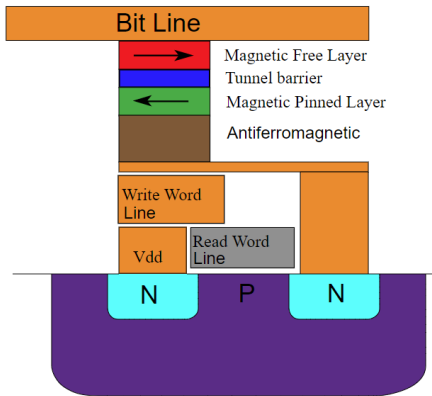 Bit Line
Magnetic Free Layer
Tunnel barrier
Magnetic Pinned Layer
Antiferromagnetic
Write Word
Line
Vdd
Read Word
Line
N
P
N